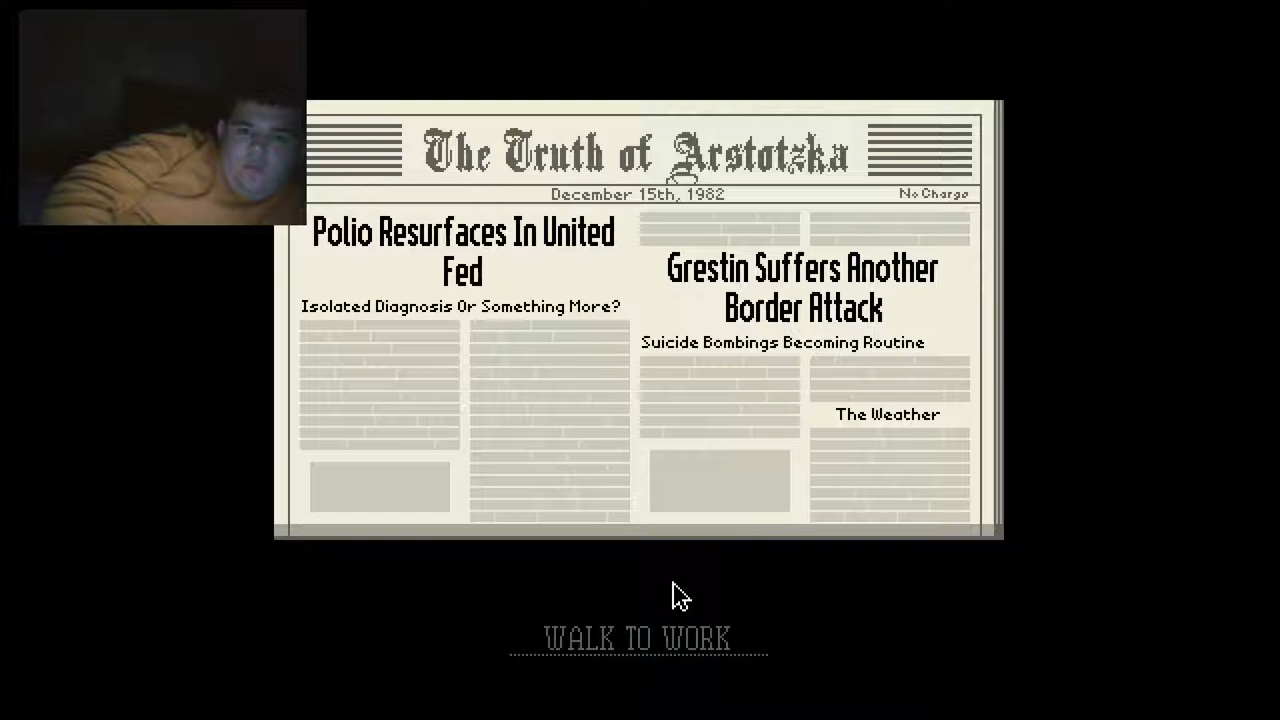 The Truth of Arstotzka
December 15th, 1982
No Charge
Polio Resurfaces In United
Fed
Isolated Diagnosis Or Something More?
Grestin Suffers Another
Border Attack
Suicide Bombings Becoming Routine
The Weather
WALK TO WORK